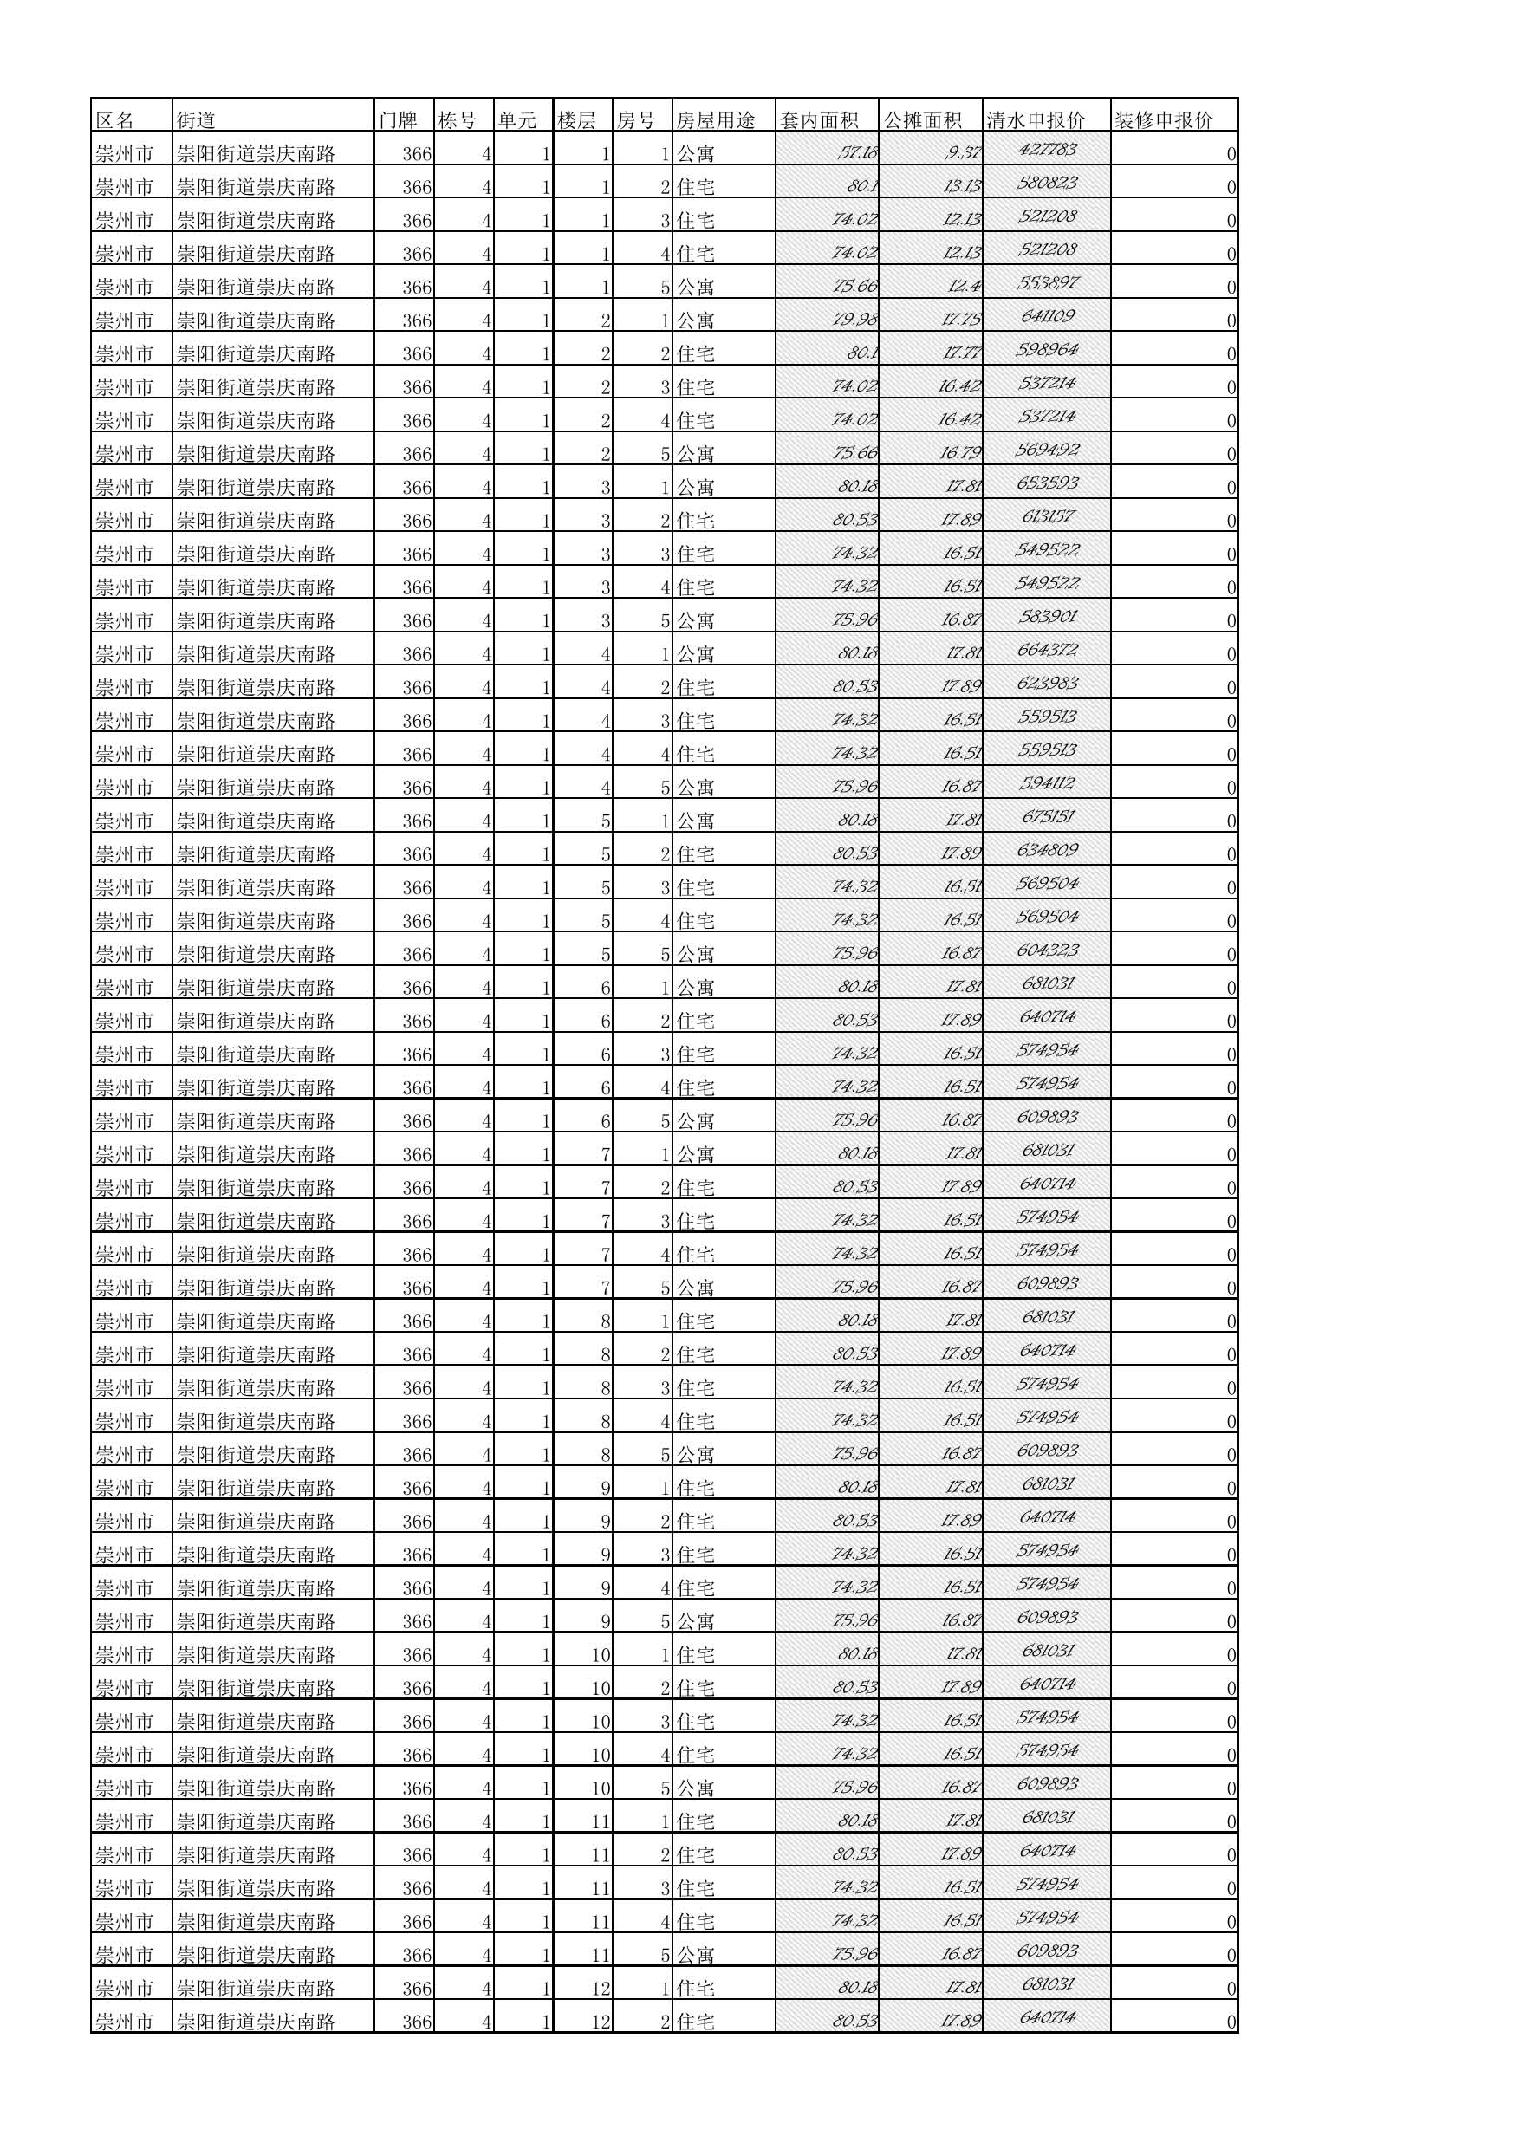 区名 街道 门牌 栋号 单元 楼层 房号 房屋用途 套内面积 公摊面积 清水申报价 装修申报价
崇州市 崇阳街道崇庆南路 366 4 1 1 1 公寓 57.18 9.37 427783 0
崇州市 崇阳街道崇庆南路 366 4 1 1 2 住宅 80.1 13.13 580823 0
崇州市 崇阳街道崇庆南路 366 4 1 1 3 住宅 74.02 12.13 521208 0
崇州市 崇阳街道崇庆南路 366 4 1 1 4 住宅 74.02 12.13 521208 0
崇州市 崇阳街道崇庆南路 366 4 1 1 5 公寓 75.66 12.4 553897 0
崇州市 崇阳街道崇庆南路 366 4 1 2 1 公寓 79.98 17.75 641109 0
崇州市 崇阳街道崇庆南路 366 4 1 2 2 住宅 80.1 17.77 598964 0
崇州市 崇阳街道崇庆南路 366 4 1 2 3 住宅 74.02 16.42 537214 0
崇州市 崇阳街道崇庆南路 366 4 1 2 4 住宅 74.02 16.42 537214 0
崇州市 崇阳街道崇庆南路 366 4 1 2 5 公寓 75.66 16.79 569492 0
崇州市 崇阳街道崇庆南路 366 4 1 3 1 公寓 80.18 17.81 653593 0
崇州市 崇阳街道崇庆南路 366 4 1 3 2 住宅 80.53 17.89 613157 0
崇州市 崇阳街道崇庆南路 366 4 1 3 3 住宅 74.32 16.51 549522 0
崇州市 崇阳街道崇庆南路 366 4 1 3 4 住宅 74.32 16.51 549522 0
崇州市 崇阳街道崇庆南路 366 4 1 3 5 公寓 75.96 16.87 583901 0
崇州市 崇阳街道崇庆南路 366 4 1 4 1 公寓 80.18 17.81 664372 0
崇州市 崇阳街道崇庆南路 366 4 1 4 2 住宅 80.53 17.89 623983 0
崇州市 崇阳街道崇庆南路 366 4 1 4 3 住宅 74.32 16.51 559513 0
崇州市 崇阳街道崇庆南路 366 4 1 4 4 住宅 74.32 16.51 559513 0
崇州市 崇阳街道崇庆南路 366 4 1 4 5 公寓 75.96 16.87 594112 0
崇州市 崇阳街道崇庆南路 366 4 1 5 1 公寓 80.18 17.81 675151 0
崇州市 崇阳街道崇庆南路 366 4 1 5 2 住宅 80.53 17.89 634809 0
崇州市 崇阳街道崇庆南路 366 4 1 5 3 住宅 74.32 16.51 569504 0
崇州市 崇阳街道崇庆南路 366 4 1 5 4 住宅 74.32 16.51 569504 0
崇州市 崇阳街道崇庆南路 366 4 1 5 5 公寓 75.96 16.87 604323 0
崇州市 崇阳街道崇庆南路 366 4 1 6 1 公寓 80.18 17.81 681031 0
崇州市 崇阳街道崇庆南路 366 4 1 6 2 住宅 80.53 17.89 640714 0
崇州市 崇阳街道崇庆南路 366 4 1 6 3 住宅 74.32 16.51 574954 0
崇州市 崇阳街道崇庆南路 366 4 1 6 4 住宅 74.32 16.51 574954 0
崇州市 崇阳街道崇庆南路 366 4 1 6 5 公寓 75.96 16.87 609893 0
崇州市 崇阳街道崇庆南路 366 4 1 7 1 公寓 80.18 17.81 681031 0
崇州市 崇阳街道崇庆南路 366 4 1 7 2 住宅 80.53 17.89 640714 0
崇州市 崇阳街道崇庆南路 366 4 1 7 3 住宅 74.32 16.51 574954 0
崇州市 崇阳街道崇庆南路 366 4 1 7 4 住宅 74.32 16.51 574954 0
崇州市 崇阳街道崇庆南路 366 4 1 7 5 公寓 75.96 16.87 609893 0
崇州市 崇阳街道崇庆南路 366 4 1 8 1 住宅 80.18 17.81 681031 0
崇州市 崇阳街道崇庆南路 366 4 1 8 2 住宅 80.53 17.89 640714 0
崇州市 崇阳街道崇庆南路 366 4 1 8 3 住宅 74.32 16.51 574954 0
崇州市 崇阳街道崇庆南路 366 4 1 8 4 住宅 74.32 16.51 574954 0
崇州市 崇阳街道崇庆南路 366 4 1 8 5 公寓 75.96 16.87 609893 0
崇州市 崇阳街道崇庆南路 366 4 1 9 1 住宅 80.18 17.81 681031 0
崇州市 崇阳街道崇庆南路 366 4 1 9 2 住宅 80.53 17.89 640714 0
崇州市 崇阳街道崇庆南路 366 4 1 9 3 住宅 74.32 16.51 574954 0
崇州市 崇阳街道崇庆南路 366 4 1 9 4 住宅 74.32 16.51 574954 0
崇州市 崇阳街道崇庆南路 366 4 1 9 5 公寓 75.96 16.87 609893 0
崇州市 崇阳街道崇庆南路 366 4 1 10 1 住宅 80.18 17.81 681031 0
崇州市 崇阳街道崇庆南路 366 4 1 10 2 住宅 80.53 17.89 640714 0
崇州市 崇阳街道崇庆南路 366 4 1 10 3 住宅 74.32 16.51 574954 0
崇州市 崇阳街道崇庆南路 366 4 1 10 4 住宅 74.32 16.51 574954 0
崇州市 崇阳街道崇庆南路 366 4 1 10 5 公寓 75.96 16.87 609893 0
崇州市 崇阳街道崇庆南路 366 4 1 11 1 住宅 80.18 17.81 681031 0
崇州市 崇阳街道崇庆南路 366 4 1 11 2 住宅 80.53 17.89 640714 0
崇州市 崇阳街道崇庆南路 366 4 1 11 3 住宅 74.32 16.51 574954 0
崇州市 崇阳街道崇庆南路 366 4 1 11 4 住宅 74.32 16.51 574954 0
崇州市 崇阳街道崇庆南路 366 4 1 11 5 公寓 75.96 16.87 609893 0
崇州市 崇阳街道崇庆南路 366 4 1 12 1 住宅 80.18 17.81 681031 0
崇州市 崇阳街道崇庆南路 366 4 1 12 2 住宅 80.53 17.89 640714 0